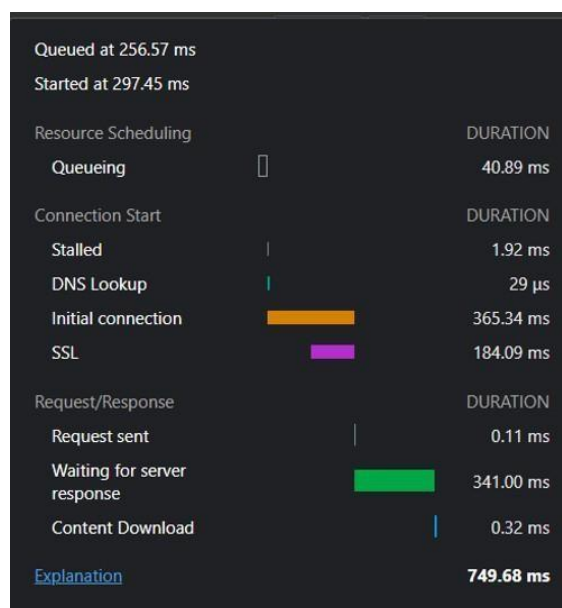 Queued at 256.57 ms
Started at 297.45 ms
Resource Scheduling DURATION
Queueing 40.89 ms
Connection Start DURATION
Stalled 1.92 ms
DNS Lookup 29 μs
Initial connection 365.34 ms
SSL 184.09 ms
Request/Response DURATION
Request sent 0.11 ms
Waiting for server
response 341.00 ms
Content Download 0.32 ms
Explanation 749.68 ms